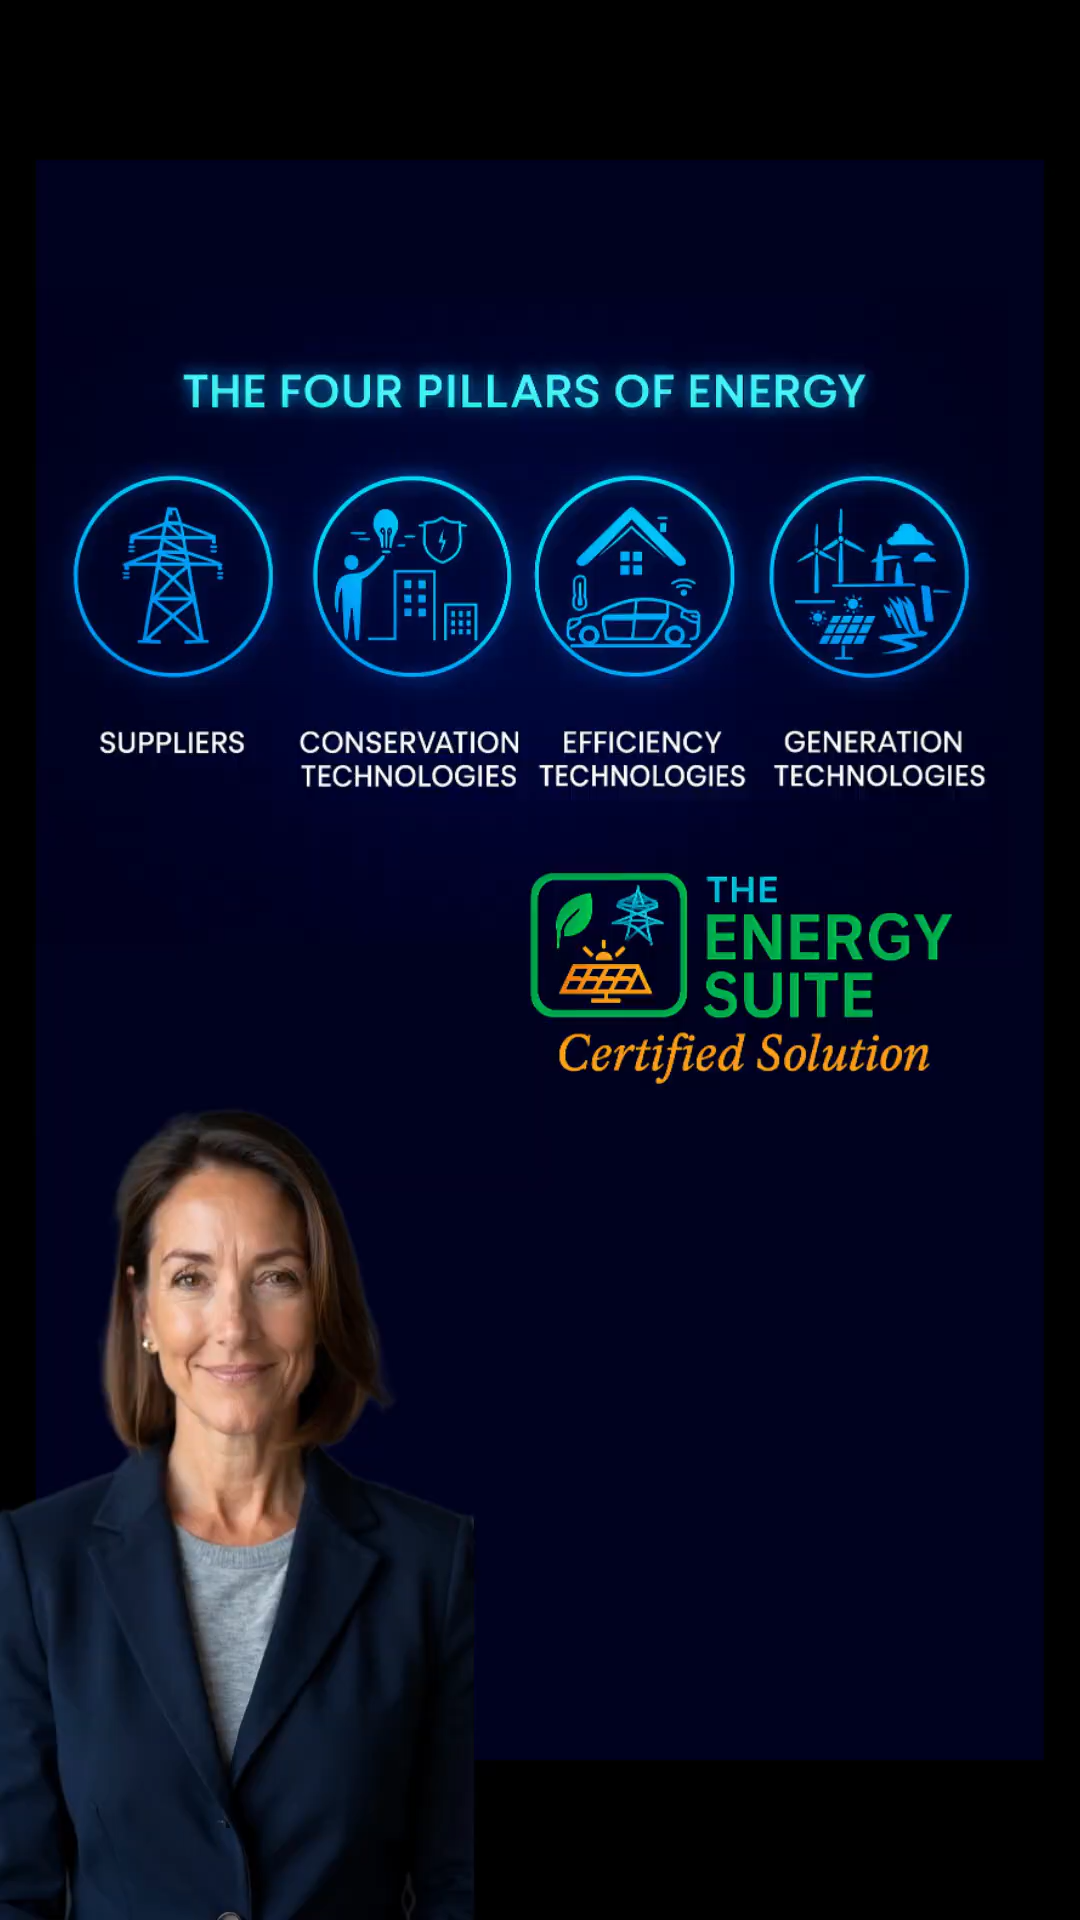 THE FOUR PILLARS OF ENERGY
SUPPLIERS
CONSERVATION
TECHNOLOGIES
EFFICIENCY
TECHNOLOGIES
GENERATION
TECHNOLOGIES
THE
ENERGY
SUITE
Certified Solution